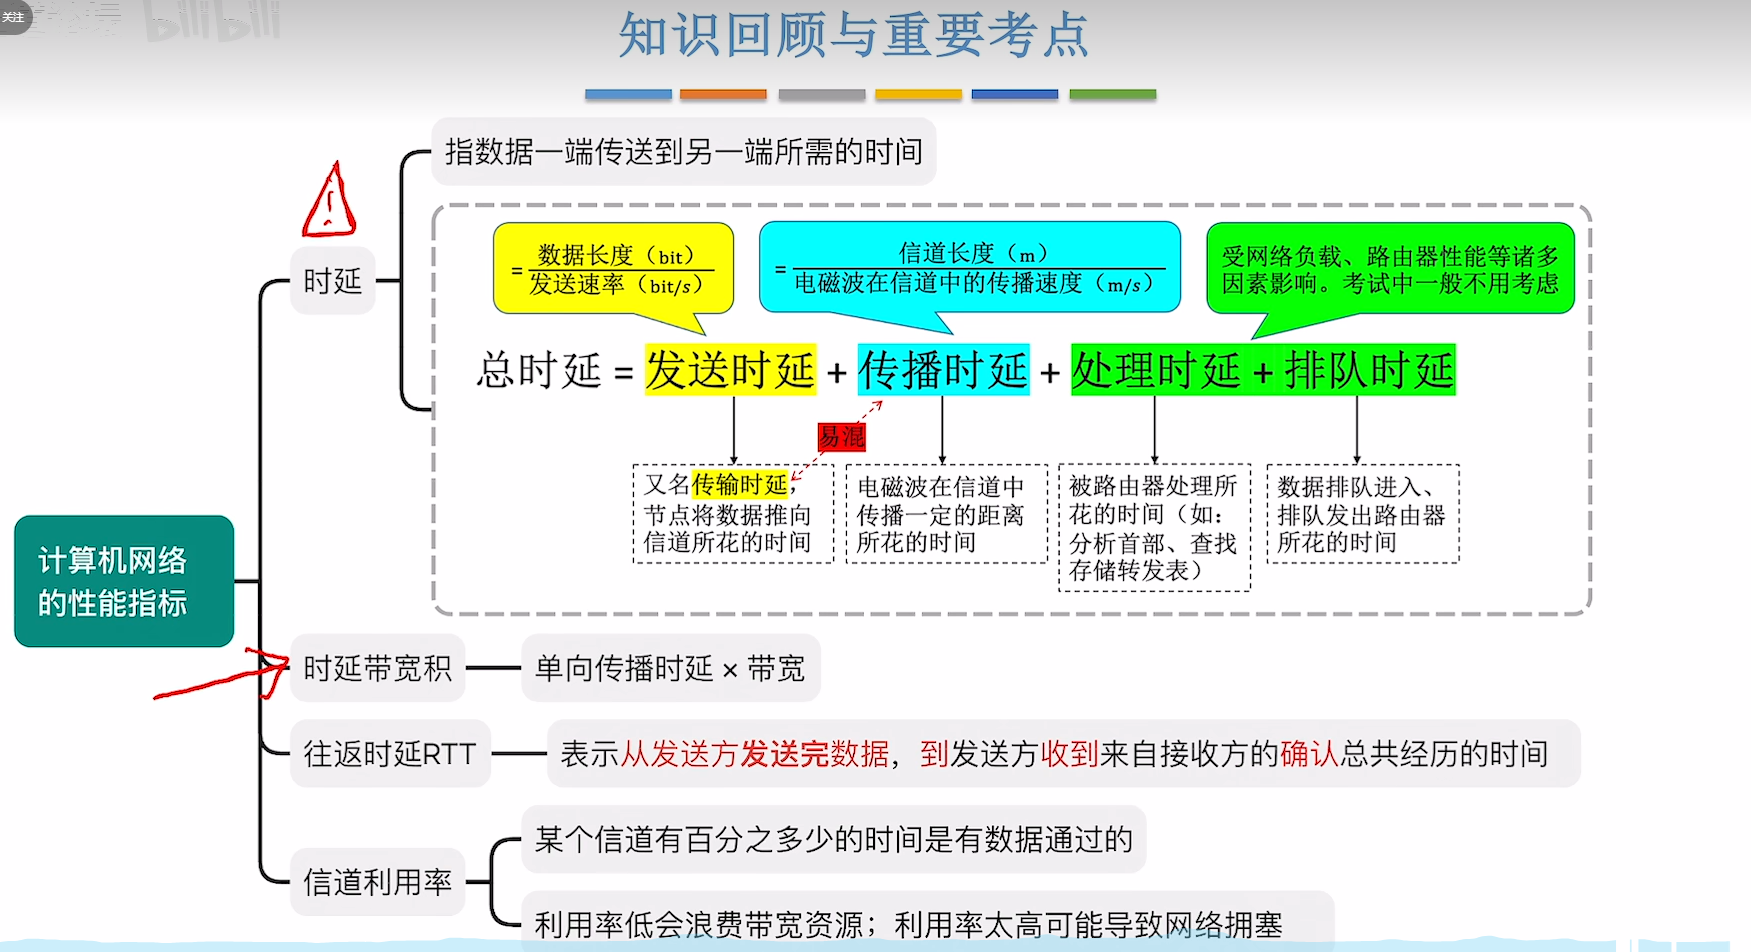 关注
bilibili
知识回顾与重要考点
指数据一端传送到另一端所需的时间
时延
= 数据长度（bit）
发送速率（bit/s）
= 信道长度（m）
电磁波在信道中的传播速度（m/s）
受网络负载、路由器性能等诸多
因素影响。考试中一般不用考虑
总时延 = 发送时延 + 传播时延 + 处理时延 + 排队时延
易混
又名传输时延，
节点将数据推向
信道所花的时间
电磁波在信道中
传播一定的距离
所花的时间
被路由器处理所
花的时间（如：
分析首部、查找
存储转发表）
数据排队进入、
排队发出路由器
所花的时间
计算机网络
的性能指标
时延带宽积
单向传播时延 × 带宽
往返时延RTT
表示从发送方发送完数据，到发送方收到来自接收方的确认总共经历的时间
信道利用率
某个信道有百分之多少的时间是有数据通过的
利用率低会浪费带宽资源；利用率太高可能导致网络拥塞